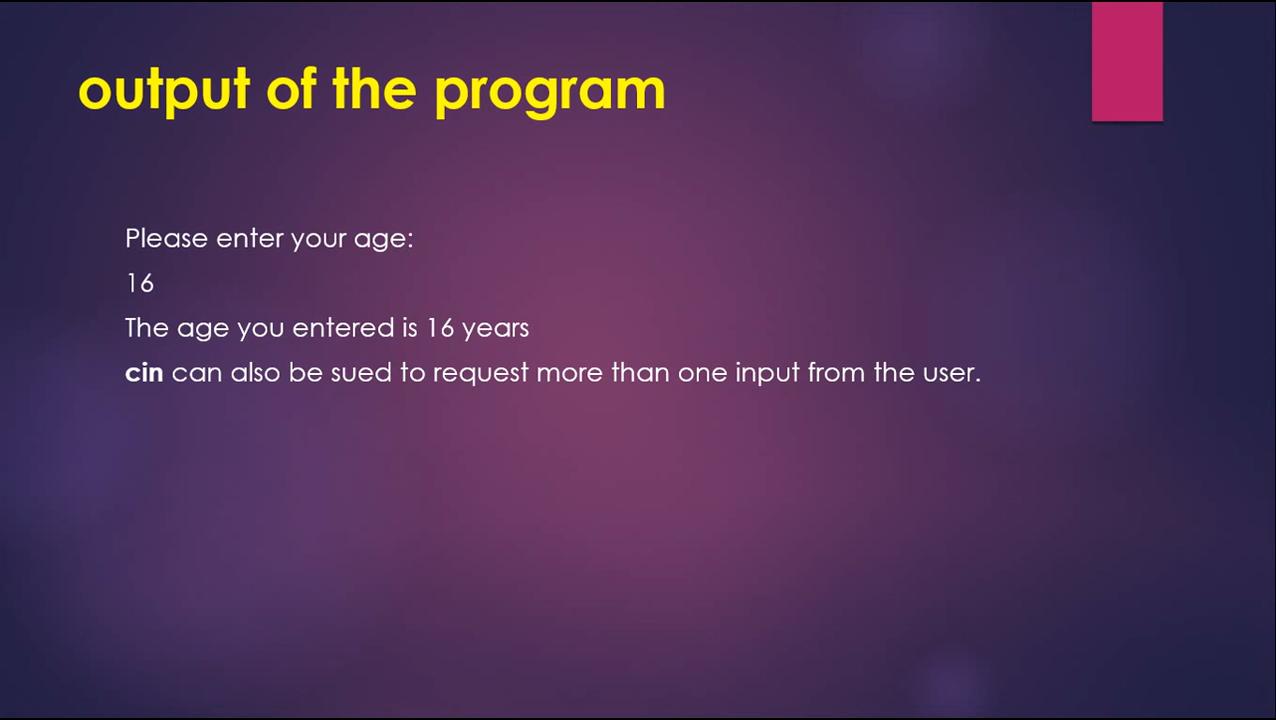 output of the program
Please enter your age:
16
The age you entered is 16 years
cin can also be sued to request more than one input from the user.